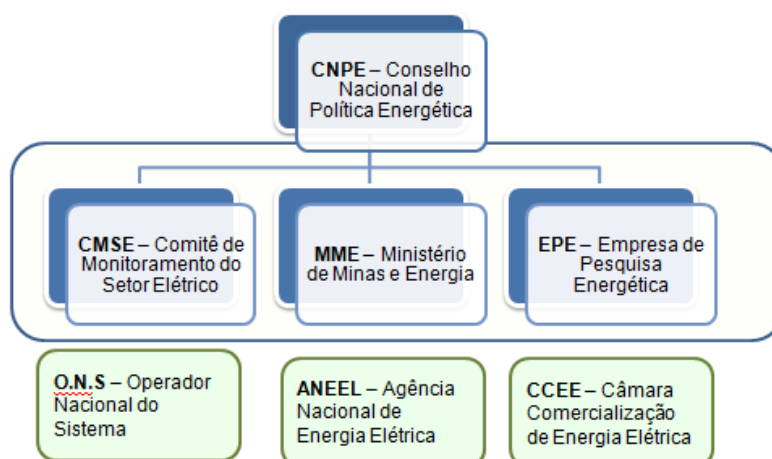 CNPE – Conselho
Nacional de
Política Energética
CMSE – Comitê de
Monitoramento do
Setor Elétrico
MME – Ministério
de Minas e Energia
EPE – Empresa de
Pesquisa
Energética
O.N.S – Operador
Nacional do
Sistema
ANEEL – Agência
Nacional de
Energia Elétrica
CCEE – Câmara
Comercialização
de Energia Elétrica